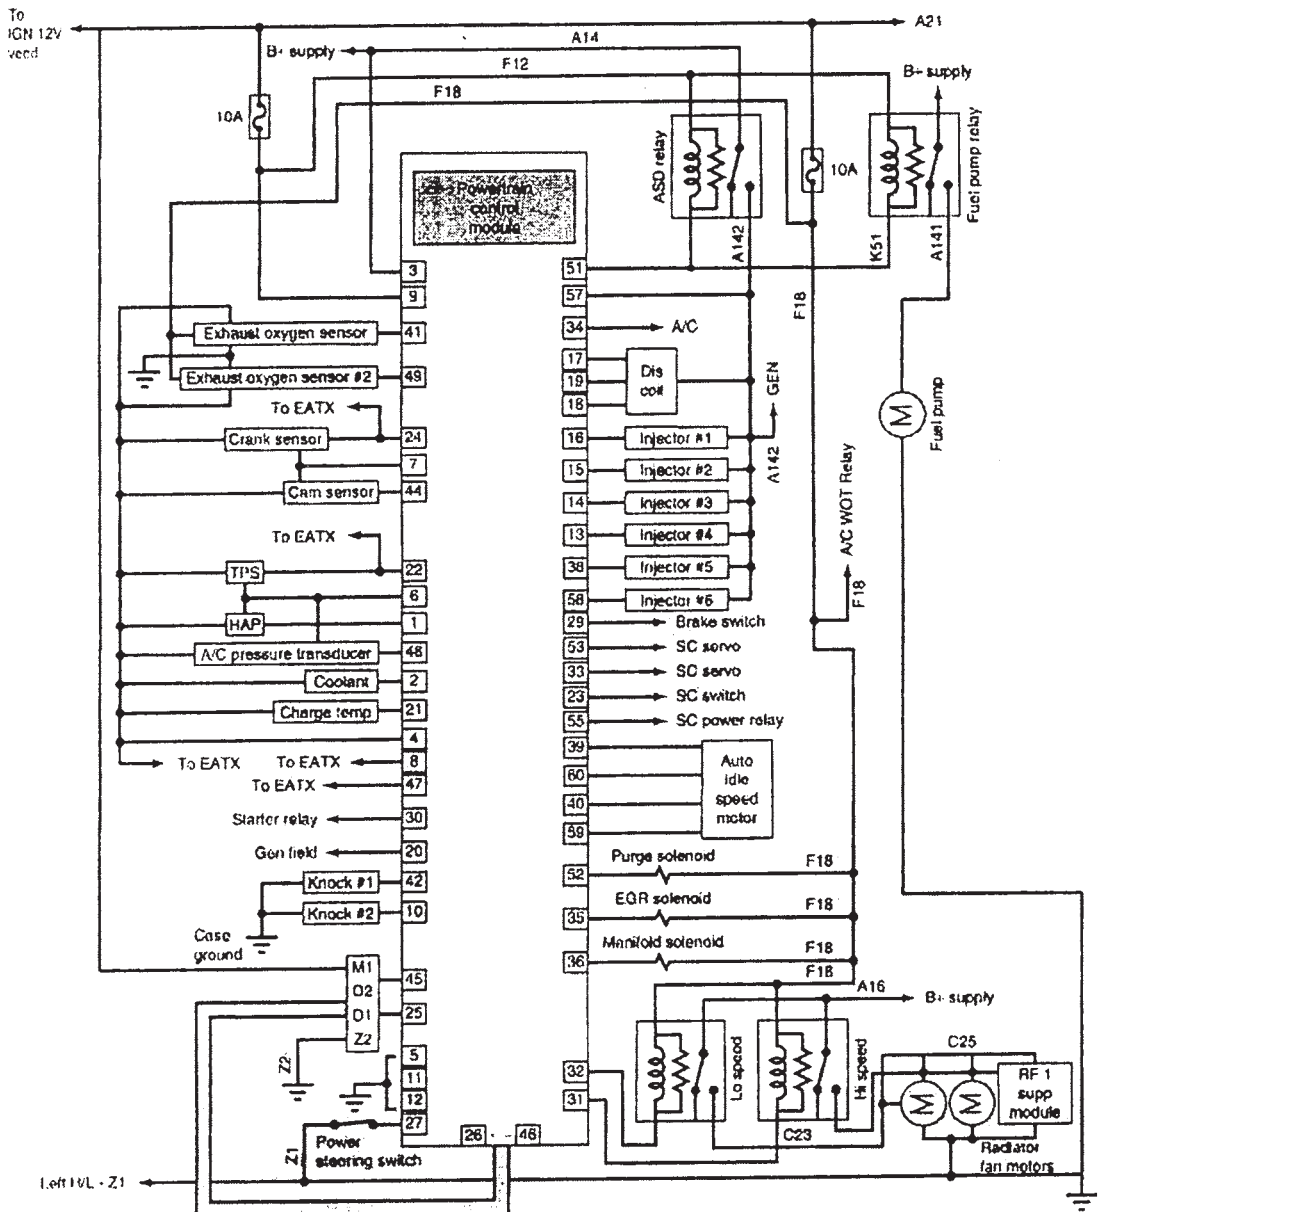 To
IGN 12V
A21
B+ supply
A14
F12
F18
B+ supply
10A
ASD relay
10A
Fuel pump relay
Powertrain
control
module
A142
K51
A141
3
51
9
57
F18
Exhaust oxygen sensor
41
34
A/C
17
Dis
coil
GEN
Exhaust oxygen sensor #2
49
19
To EATX
18
Fuel pump
M
Crank sensor
24
16
Injector #1
A142
7
15
Injector #2
Cam sensor
44
14
Injector #3
A/C WOT Relay
To EATX
13
Injector #4
TPS
22
38
Injector #5
F18
6
58
Injector #6
1
29
Brake switch
A/C pressure transducer
48
53
SC servo
Coolant
2
33
SC servo
Charge temp
21
23
SC switch
55
SC power relay
4
39
Auto
idle
speed
motor
To EATX
To EATX
8
60
To EATX
47
40
Starter relay
30
59
Gen field
20
Purge solenoid
52
F18
Knock #1
42
EGR solenoid
35
F18
Knock #2
10
Manifold solenoid
36
F18
Case
ground
F18
M1
D2
D1
Z2
45
25
A16
B+ supply
Z2
5
11
12
27
32
31
Lo speed
Hi speed
C25
M
M
RF 1
supp
module
C23
Radiator
fan motors
Power
steering switch
Z1
26
46